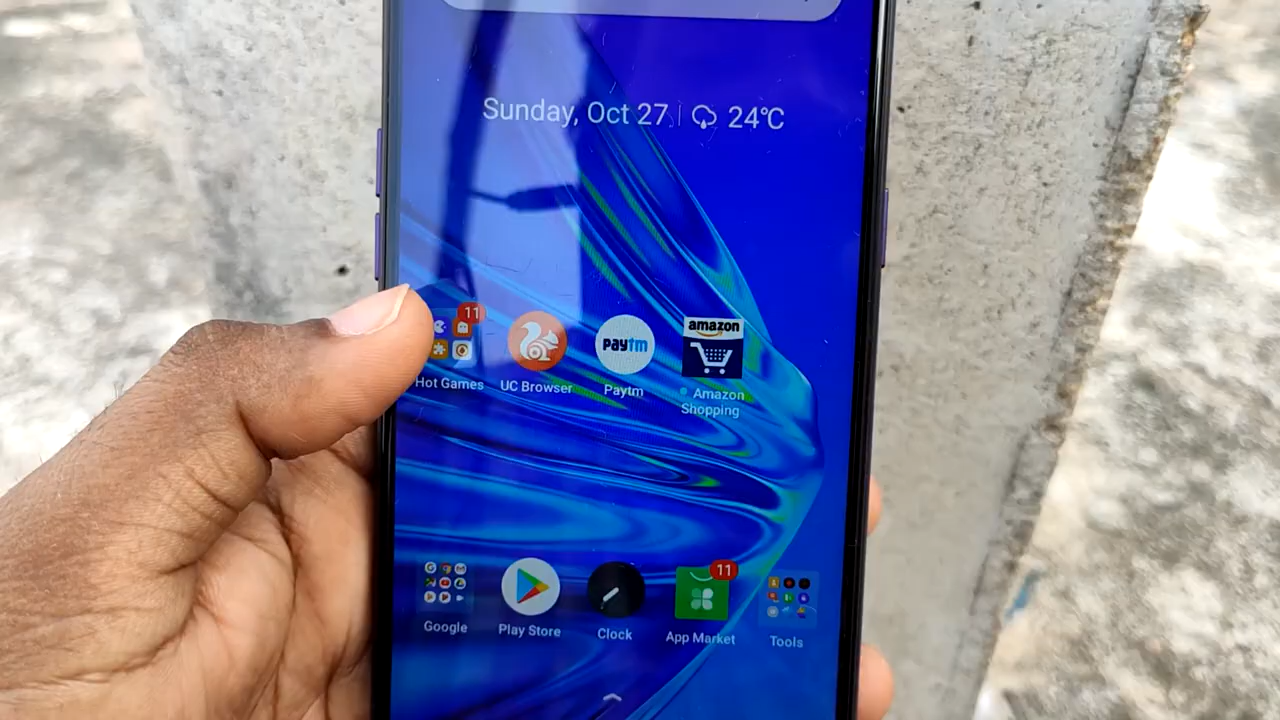 Sunday, Oct 27 | 24°C
11
Hot Games
UC Browser
paytm
Paytm
amazon
Amazon
Shopping
Google
Play Store
Clock
11
App Market
Tools